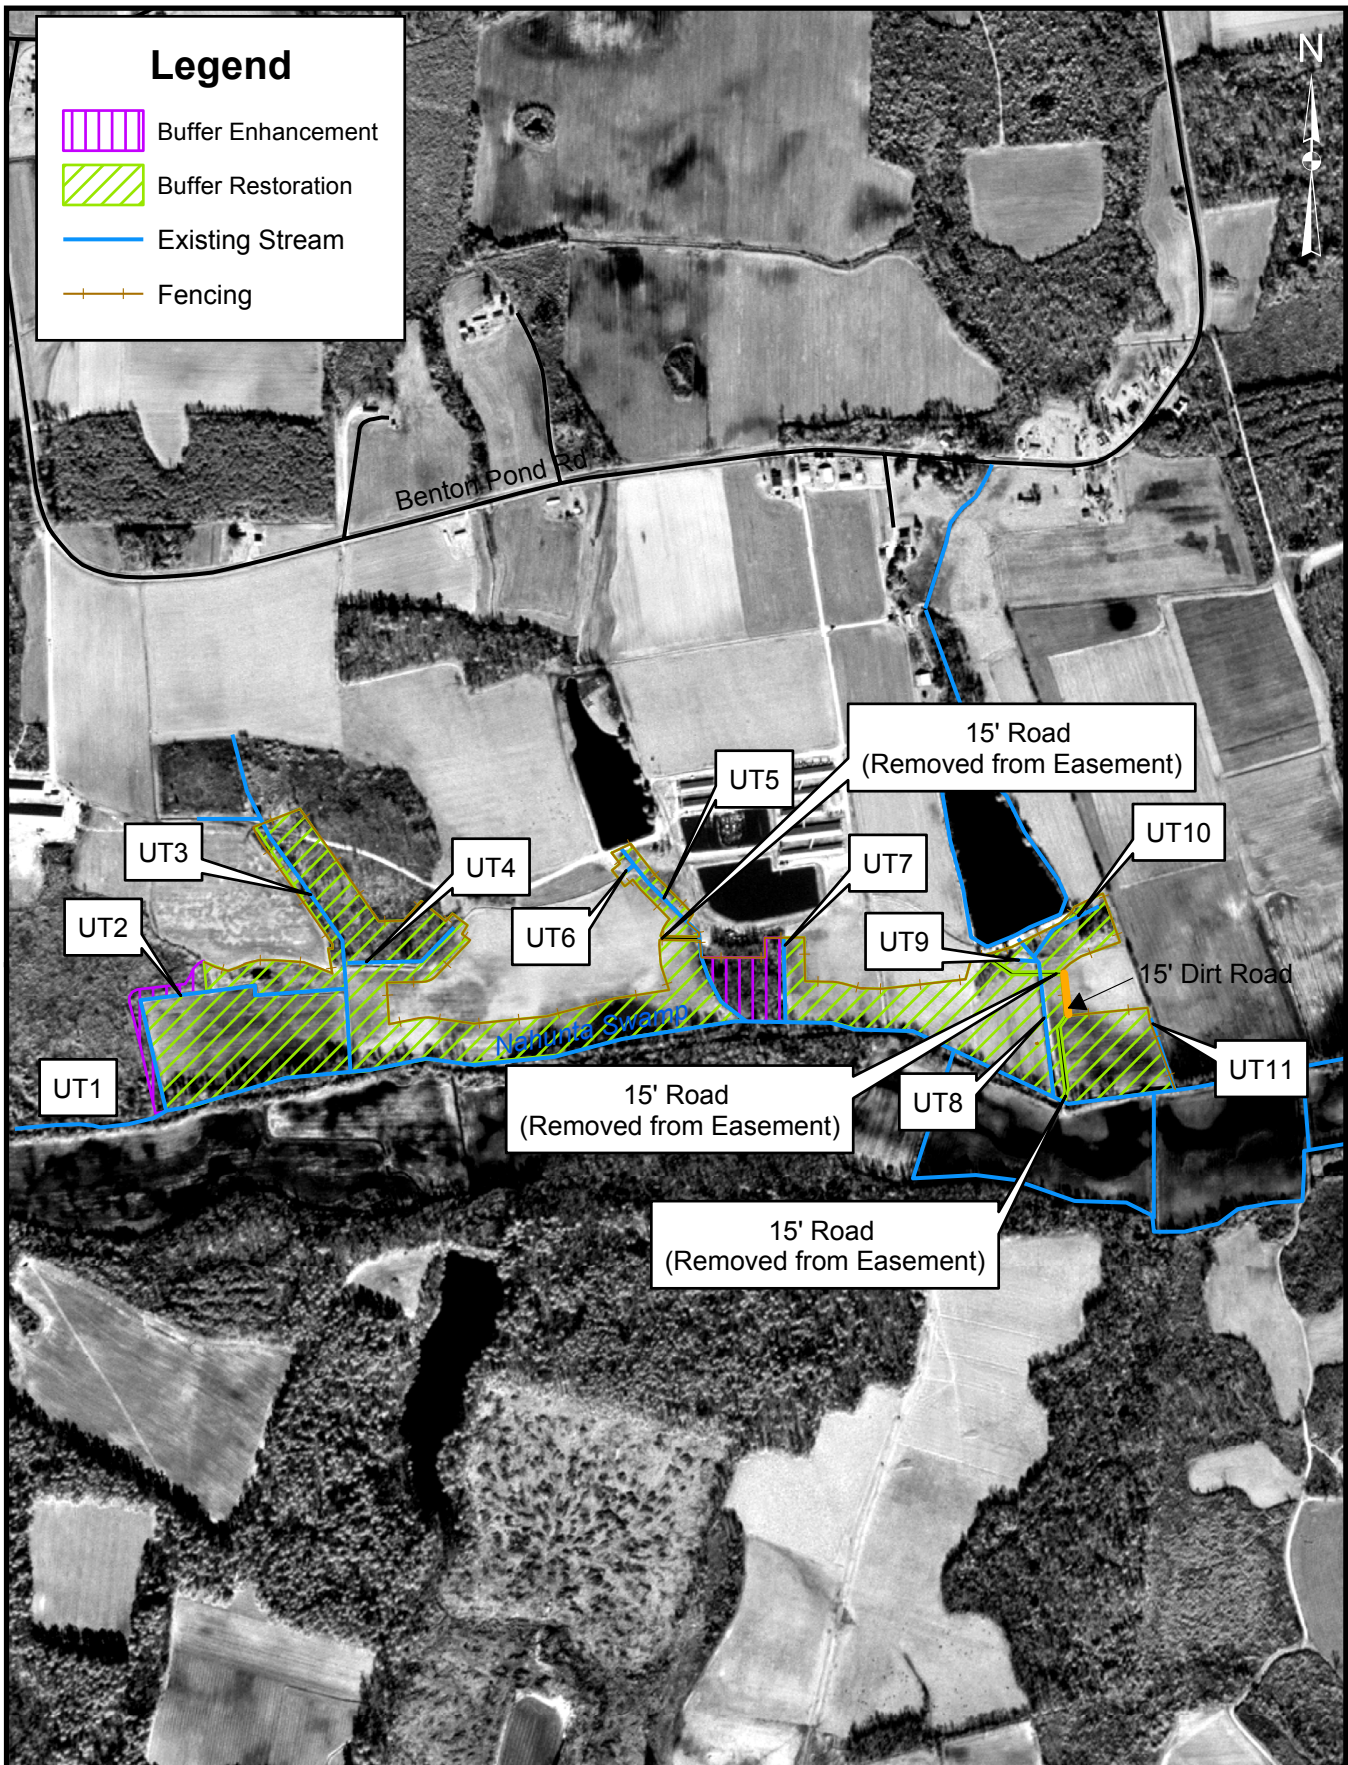 Legend
Buffer Enhancement
Buffer Restoration
Existing Stream
Fencing
N
Benton Pond Rd
15' Road
(Removed from Easement)
UT5
UT10
UT3
UT4
UT7
UT6
UT2
UT9
15' Dirt Road
Nahunta Swamp
UT1
15' Road
(Removed from Easement)
UT8
UT11
15' Road
(Removed from Easement)